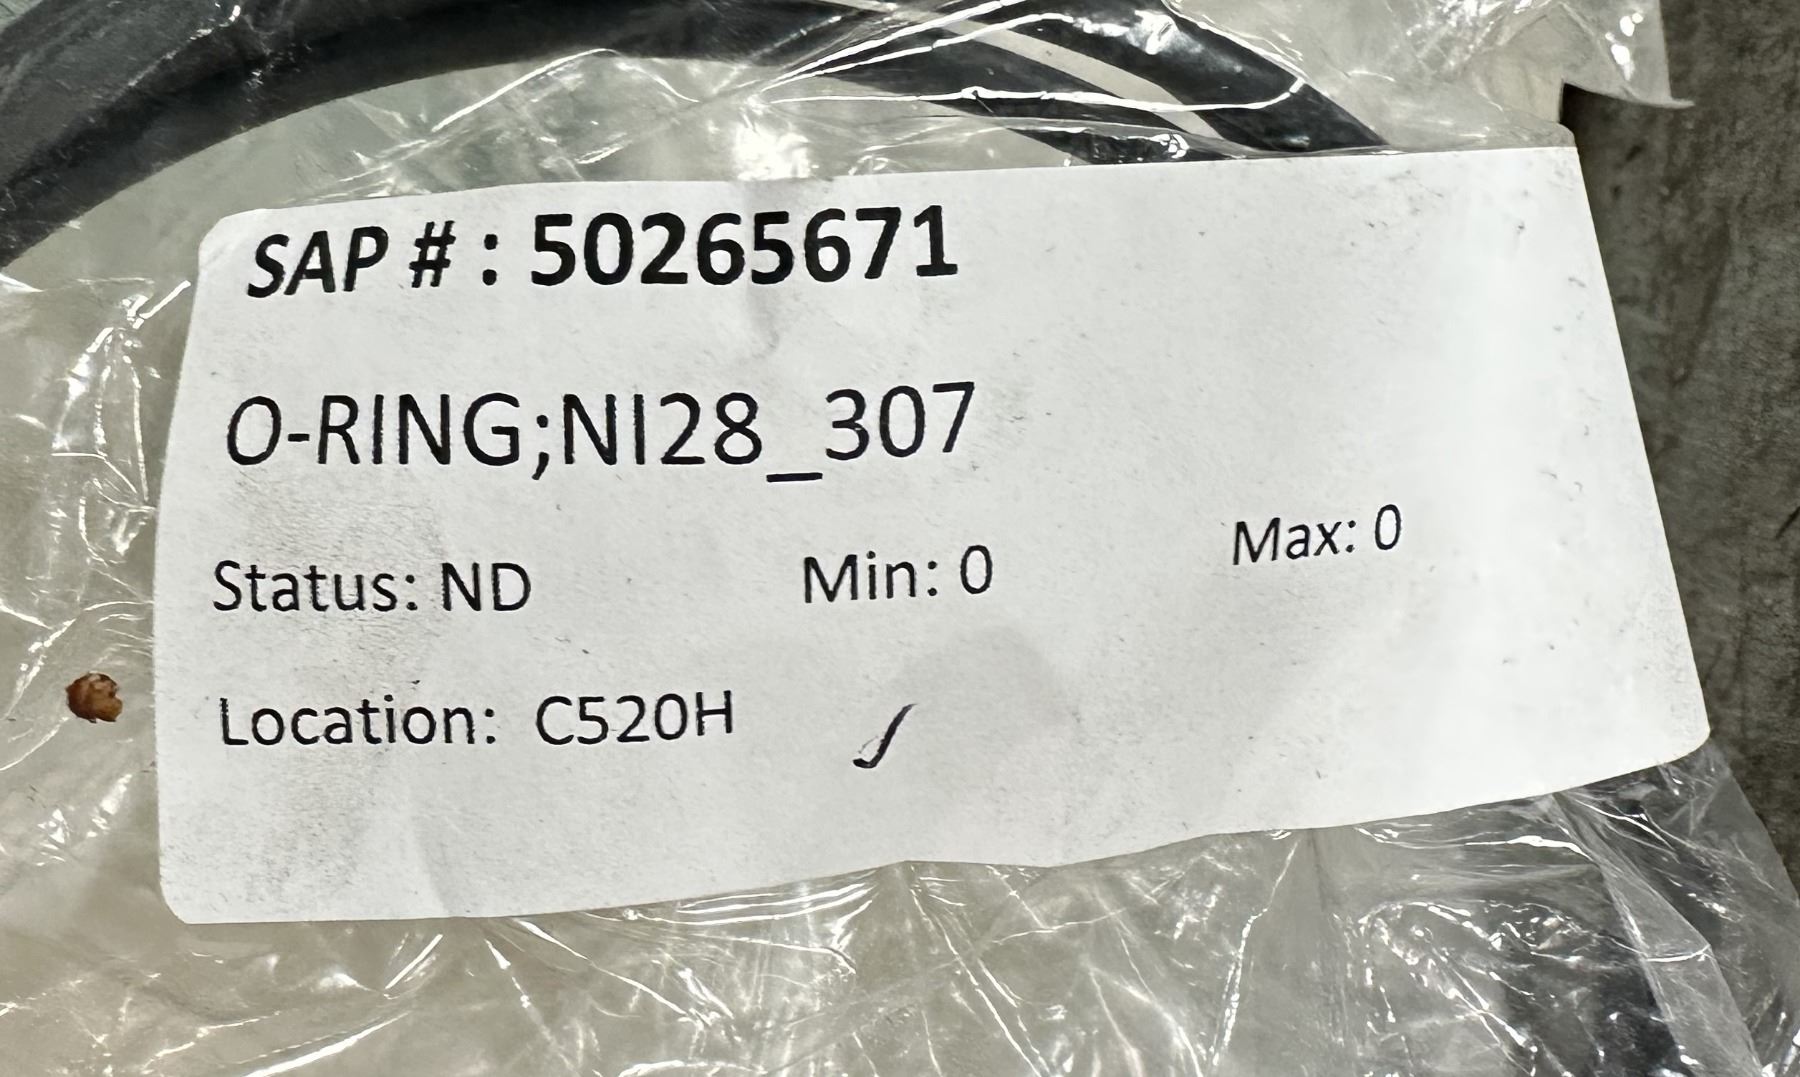 SAP # : 50265671
O-RING;NI28_307
Status: ND Min: 0 Max: 0
Location: C520H